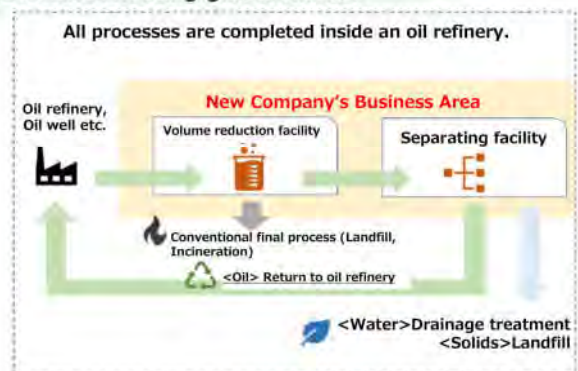 All processes are completed inside an oil refinery.
New Company's Business Area
Oil refinery,
Oil well etc.
Volume reduction facility
Separating facility
Conventional final process (Landfill,
Incineration)
<Oil> Return to oil refinery
<Water>Drainage treatment
<Solids>Landfill